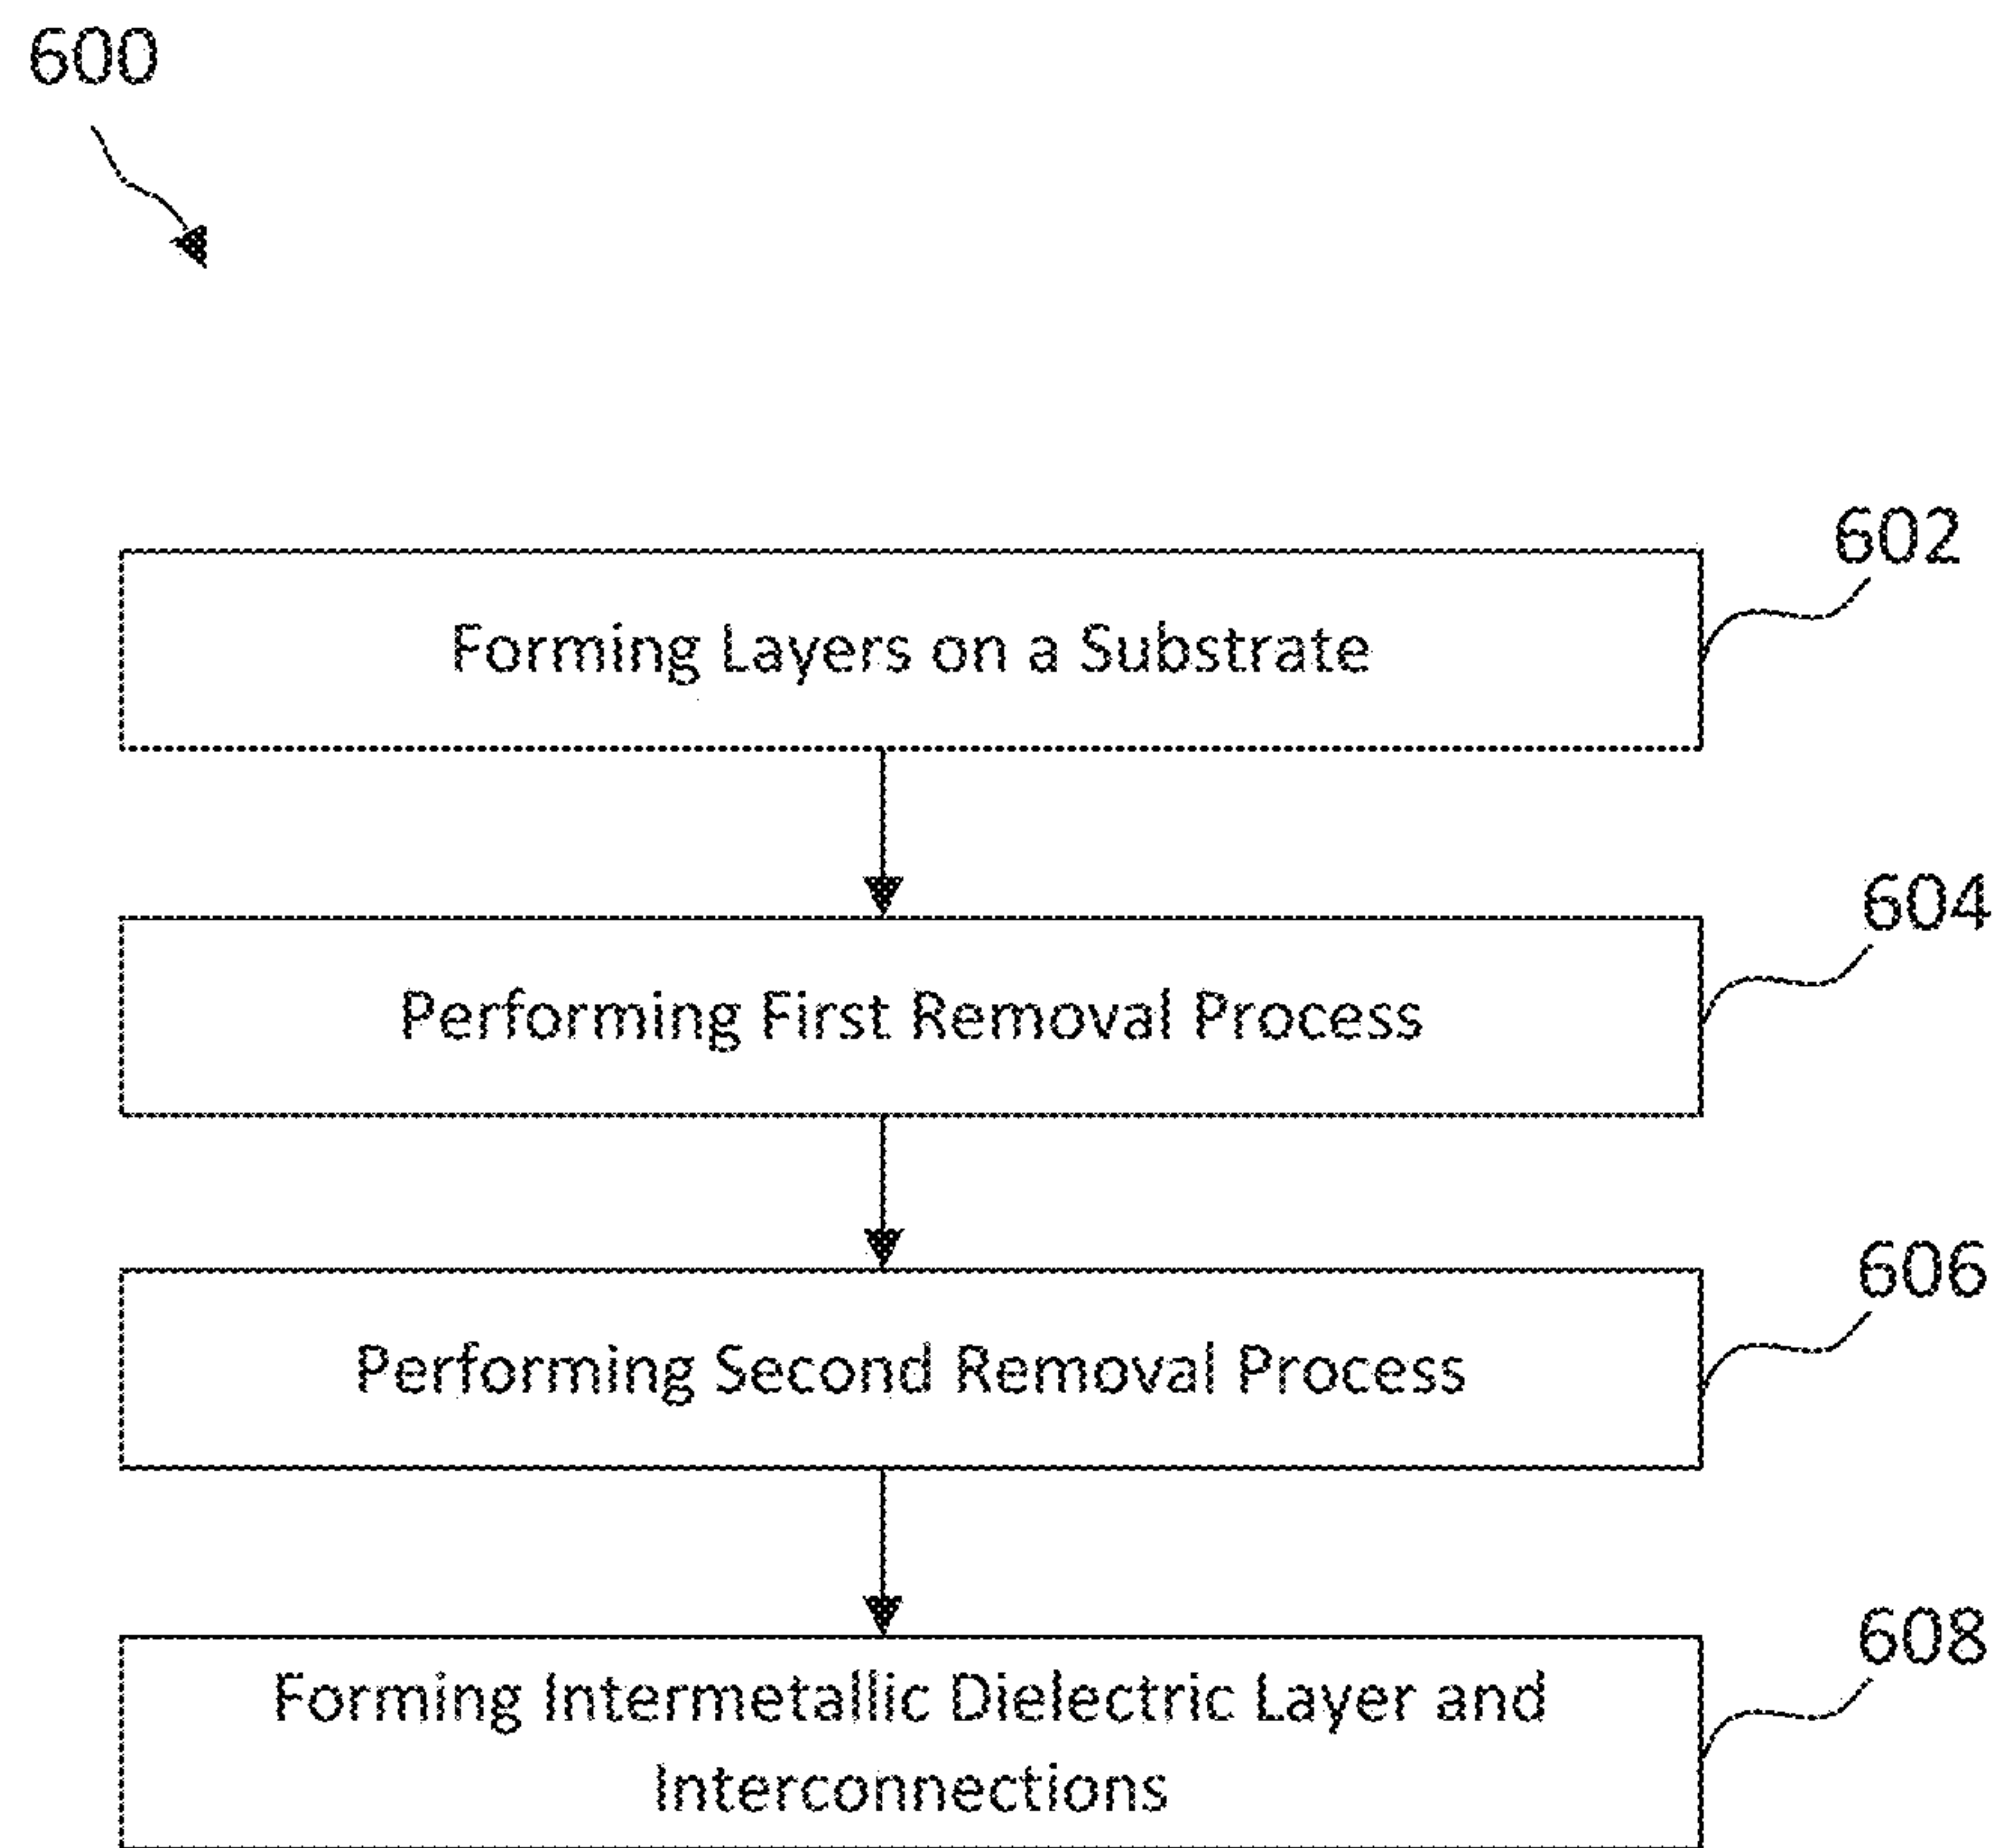 600
602
Forming Layers on a Substrate
604
Performing First Removal Process
606
Performing Second Removal Process
608
Forming Intermetallic Dielectric Layer and
Interconnections